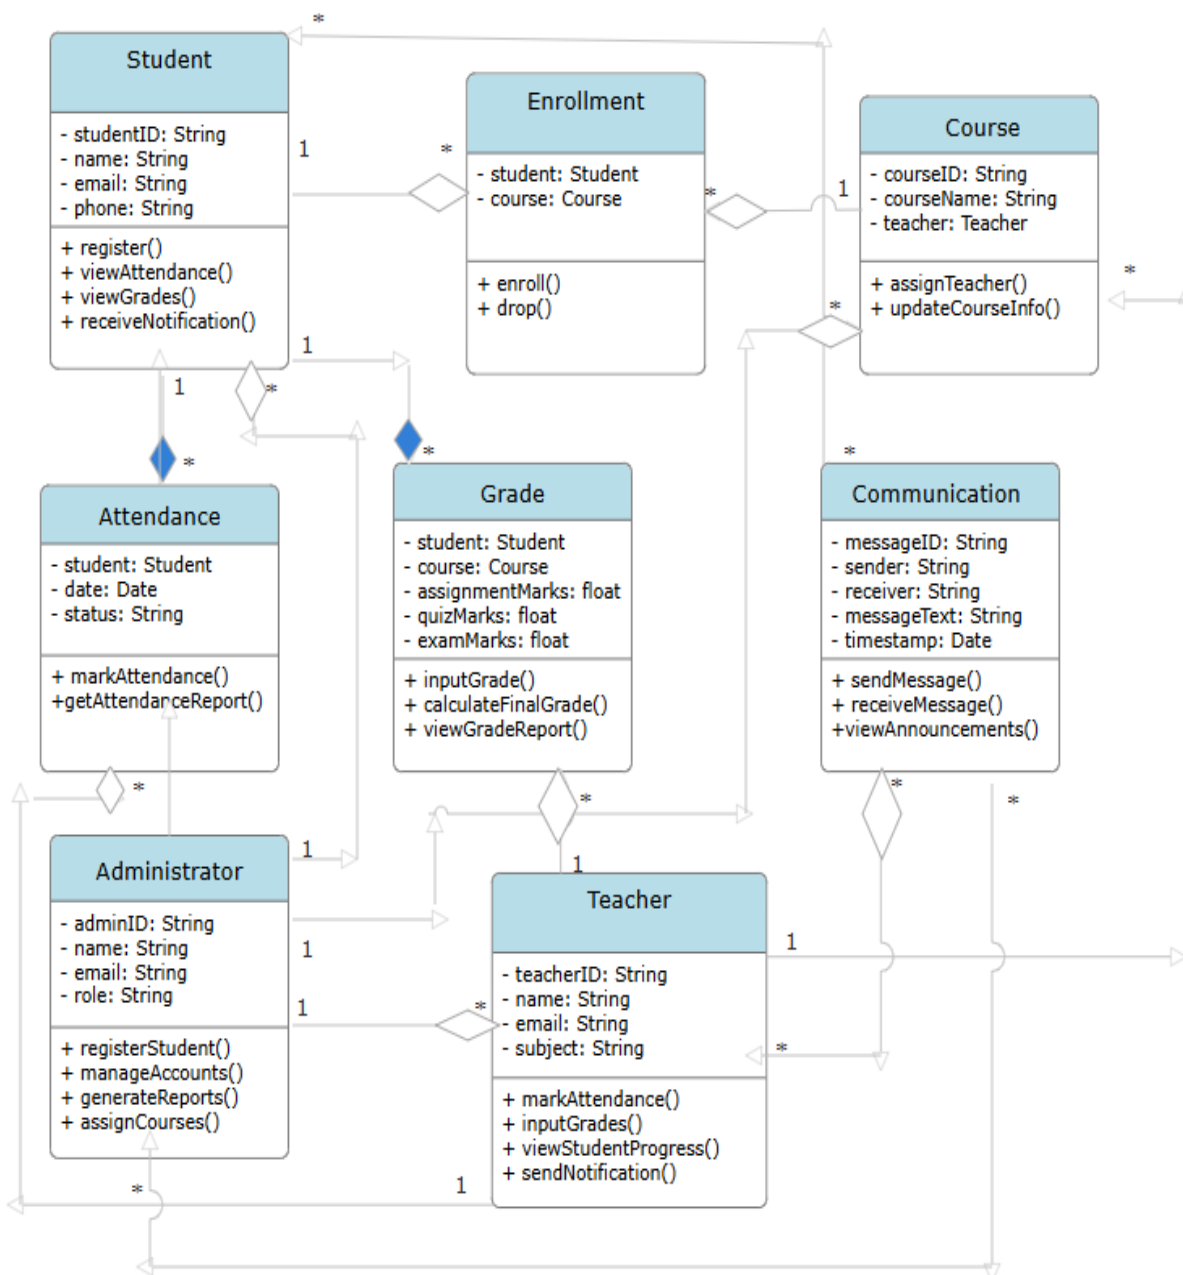 *
Student
- studentID: String
- name: String
- email: String
- phone: String
+ register()
+ viewAttendance()
+ viewGrades()
+ receiveNotification()
1
*
Enrollment
- student: Student
- course: Course
+ enroll()
+ drop()
*
1
Course
- courseID: String
- courseName: String
- teacher: Teacher
+ assignTeacher()
+ updateCourseInfo()
*
*
1
*
1
*
*
*
Attendance
- student: Student
- date: Date
- status: String
+ markAttendance()
+getAttendanceReport()
*
Grade
- student: Student
- course: Course
- assignmentMarks: float
- quizMarks: float
- examMarks: float
+ inputGrade()
+ calculateFinalGrade()
+ viewGradeReport()
*
1
Communication
- messageID: String
- sender: String
- receiver: String
- messageText: String
- timestamp: Date
+ sendMessage()
+ receiveMessage()
+viewAnnouncements()
*
*
Administrator
- adminID: String
- name: String
- email: String
- role: String
+ registerStudent()
+ manageAccounts()
+ generateReports()
+ assignCourses()
1
1
1
*
Teacher
- teacherID: String
- name: String
- email: String
- subject: String
+ markAttendance()
+ inputGrades()
+ viewStudentProgress()
+ sendNotification()
1
*
*
1